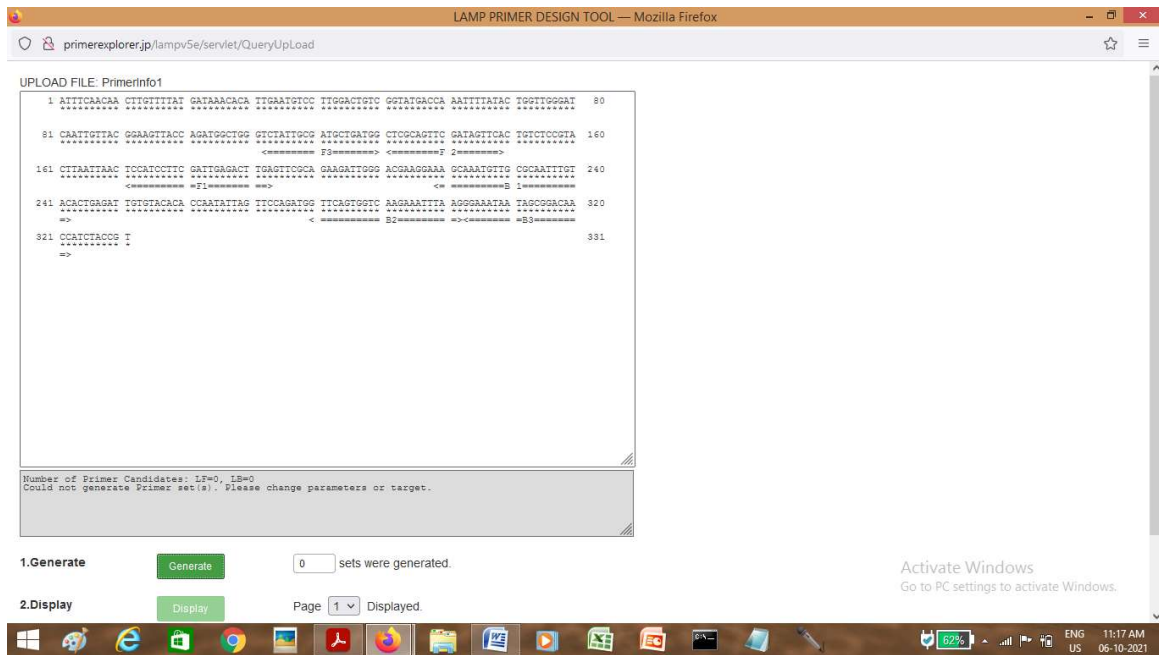 LAMP PRIMER DESIGN TOOL — Mozilla Firefox
primerexplorer.jp/lampv5e/servlet/QueryUpLoad
UPLOAD FILE: PrimerInfo1
1 ATTTCAACAA CTTGTTTTAT GATAAACACA TTGAATGTCC TTGGACTGTC GGTATGACCA AATTTTATAC TGGTTGGGAT 80
********** ********** ********** ********** ********** ********** ********** **********
81 CAATTGTTAC GGAAGTTACC AGATGGCTGG GTCTATTGCG ATGCTGATGG CTCGCAGTTC GATAGTTCAC TGTCTCCGTA 160
********** ********** ********** ********** ********** ********** ********** **********
<======== F3=======> <=======F 2=======>
161 CTTAATTAAC TCCATCCTTC GATTGAGACT TGAGTTCGCA GAAGATTGGG ACGAAGGAAA GCAAATGTTG CGCAATTTGT 240
********** ********** ********** ********** ********** ********** ********** **********
<========= =F1======= ==> <= =========B 1=========
241 ACACTGAGAT TGTGTACACA CCAATATTAG TTCCAGATGG TTCAGTGGTC AAGAAATTTA AGGGAAATAA TAGCGGACAA 320
********** ********** ********** ********** ********** ********** ********** **********
=> < ========== B2======== =><======= =B3=======
321 CCATCTACCG T 331
********** *
=>
Number of Primer Candidates: LF=0, LB=0
Could not generate Primer set(s). Please change parameters or target.
1.Generate Generate 0 sets were generated.
Activate Windows
Go to PC settings to activate Windows.
2.Display Display Page 1 Displayed.
62% ENG 11:17 AM
US 06-10-2021